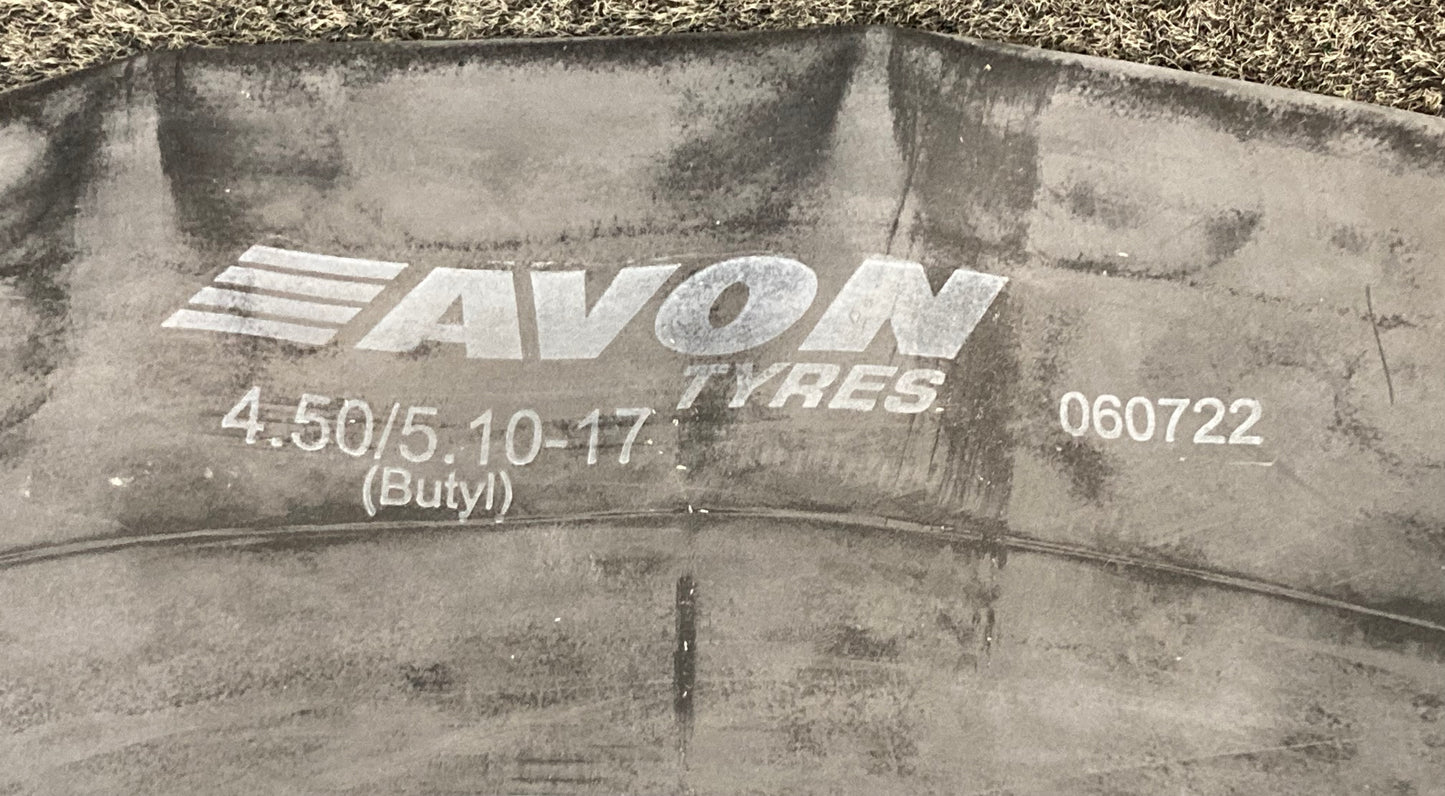 AVON
TYRES
4.50/5.10-17
(Butyl)
060722